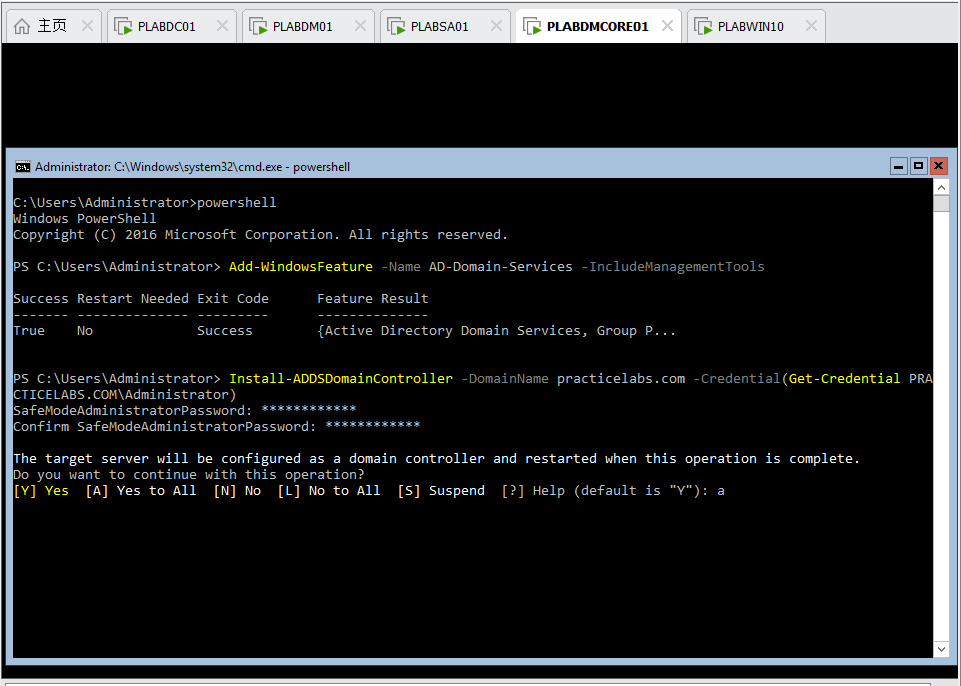 主页
PLABDC01
PLABDM01
PLABSA01
PLABDMCORE01
PLABWIN10
Administrator: C:\Windows\system32\cmd.exe - powershell
C:\Users\Administrator>powershell
Windows PowerShell
Copyright (C) 2016 Microsoft Corporation. All rights reserved.
PS C:\Users\Administrator> Add-WindowsFeature -Name AD-Domain-Services -IncludeManagementTools
Success Restart Needed Exit Code      Feature Result
------- -------------- ---------      --------------
True    No             Success        {Active Directory Domain Services, Group P...
PS C:\Users\Administrator> Install-ADDSDomainController -DomainName practicelabs.com -Credential(Get-Credential PRA
CTICELABS.COM\Administrator)
SafeModeAdministratorPassword: ************
Confirm SafeModeAdministratorPassword: ************
The target server will be configured as a domain controller and restarted when this operation is complete.
Do you want to continue with this operation?
[Y] Yes  [A] Yes to All  [N] No  [L] No to All  [S] Suspend  [?] Help (default is "Y"): a